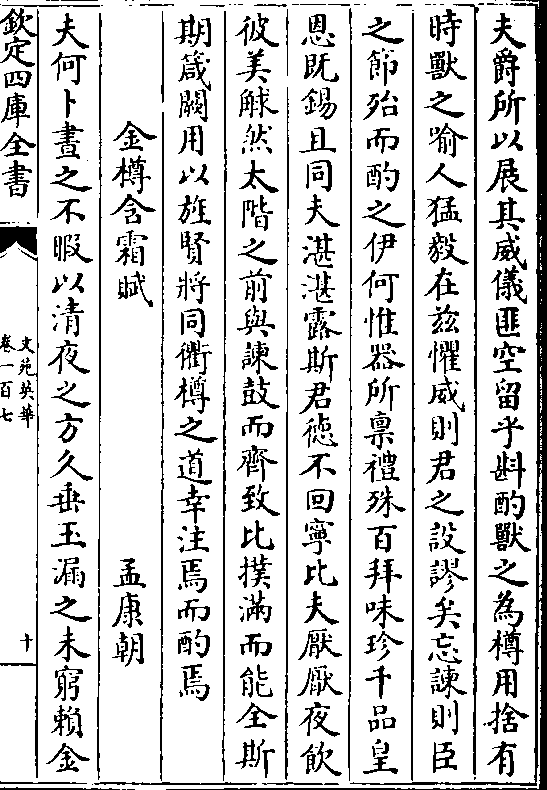 夫爵所以展其威儀匪空留乎斟酌獸之為樽用捨有
時獸之喻人猛毅在兹懼威則君之設謬矣忘諫則臣
之節殆而酌之伊何惟器所禀禮殊百拜味珍千品皇
恩既錫且同夫湛湛露斯君徳不回寧比夫厭厭夜飲
彼美觩然太階之前與諫鼓而齊致比撲滿而能全斯
期箴闕用以旌賢將同衢樽之道幸注焉而酌焉
金樽含霜賦 孟康朝
夫何卜晝之不暇以清夜之方久垂玉漏之未窮賴金
欽定四庫全書
文苑英華
卷一百七
十